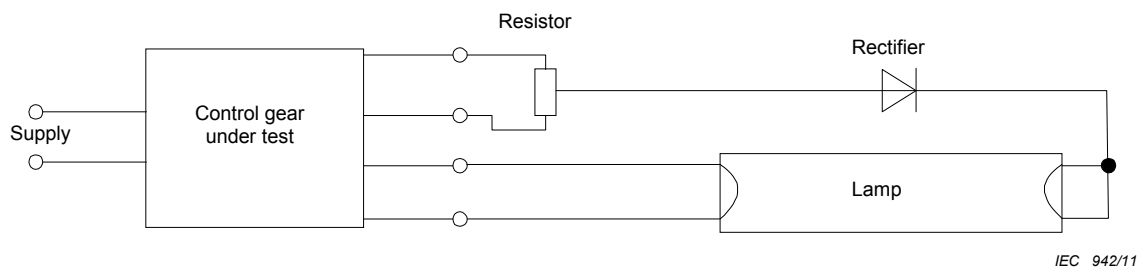 Resistor
Rectifier
Control gear
under test
Supply
Lamp
IEC 942/11